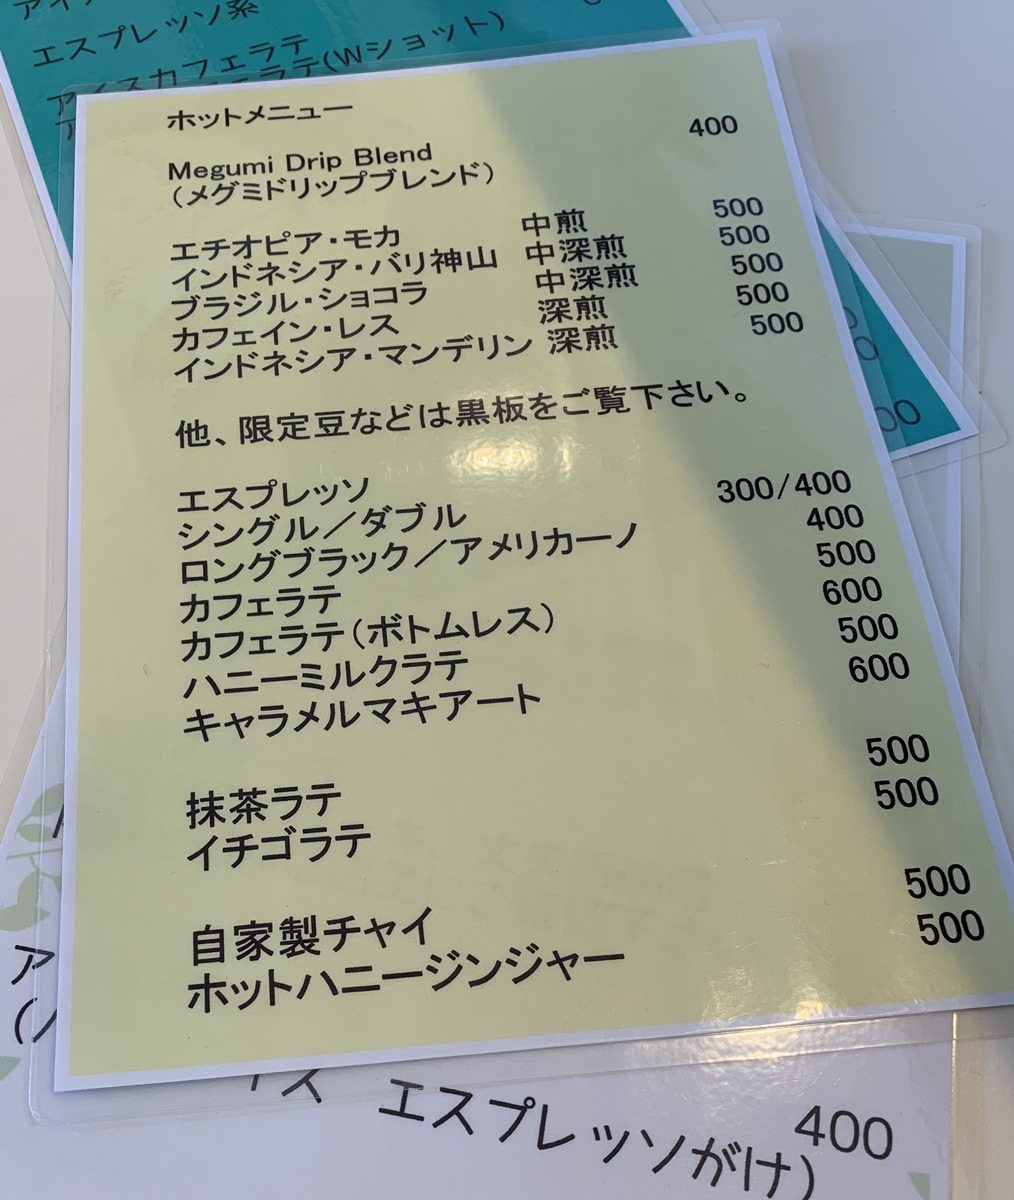 エスプレッソ系
アイスカフェラテ
ラテ(Wショット)
ホットメニュー
Megumi Drip Blend 400
（メグミドリップブレンド）
エチオピア・モカ 中煎 500
インドネシア・バリ神山 中深煎 500
ブラジル・ショコラ 中深煎 500
カフェイン・レス 深煎 500
インドネシア・マンデリン 深煎 500
他、限定豆などは黒板をご覧下さい。
エスプレッソ
シングル／ダブル 300/400
ロングブラック／アメリカーノ 400
カフェラテ 500
カフェラテ（ボトムレス） 600
ハニーミルクラテ 500
キャラメルマキアート 600
抹茶ラテ 500
イチゴラテ 500
自家製チャイ 500
ホットハニージンジャー 500
エスプレッソがけ) 400